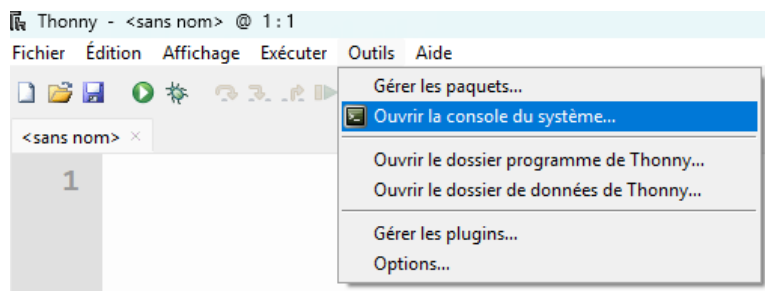 Thonny - <sans nom> @ 1 : 1
Fichier Édition Affichage Exécuter Outils Aide
Gérer les paquets...
Ouvrir la console du système...
<sans nom> ×
Ouvrir le dossier programme de Thonny...
1
Ouvrir le dossier de données de Thonny...
Gérer les plugins...
Options...